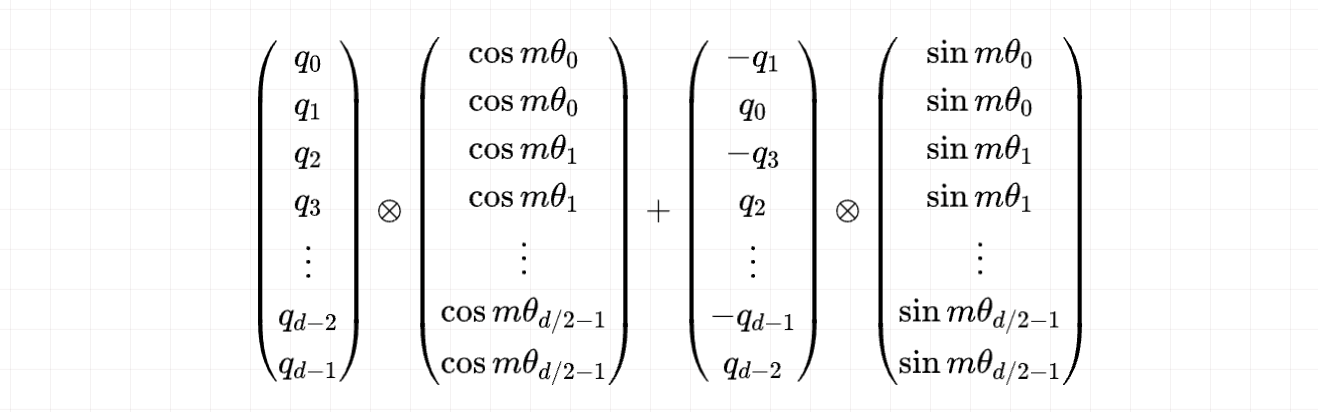 $$\begin{pmatrix} q_0 \\ q_1 \\ q_2 \\ q_3 \\ \vdots \\ q_{d-2} \\ q_{d-1} \end{pmatrix} \otimes \begin{pmatrix} \cos m\theta_0 \\ \cos m\theta_0 \\ \cos m\theta_1 \\ \cos m\theta_1 \\ \vdots \\ \cos m\theta_{d/2-1} \\ \cos m\theta_{d/2-1} \end{pmatrix} + \begin{pmatrix} -q_1 \\ q_0 \\ -q_3 \\ q_2 \\ \vdots \\ -q_{d-1} \\ q_{d-2} \end{pmatrix} \otimes \begin{pmatrix} \sin m\theta_0 \\ \sin m\theta_0 \\ \sin m\theta_1 \\ \sin m\theta_1 \\ \vdots \\ \sin m\theta_{d/2-1} \\ \sin m\theta_{d/2-1} \end{pmatrix}$$